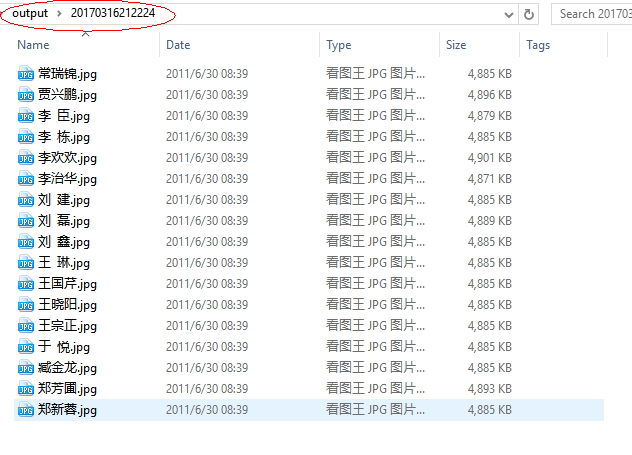 output > 20170316212224 Search 201703
Name Date Type Size Tags
常瑞锦.jpg 2011/6/30 08:39 看图王 JPG 图片... 4,885 KB
贾兴鹏.jpg 2011/6/30 08:39 看图王 JPG 图片... 4,896 KB
李 臣.jpg 2011/6/30 08:39 看图王 JPG 图片... 4,879 KB
李 栋.jpg 2011/6/30 08:39 看图王 JPG 图片... 4,885 KB
李欢欢.jpg 2011/6/30 08:39 看图王 JPG 图片... 4,901 KB
李治华.jpg 2011/6/30 08:39 看图王 JPG 图片... 4,871 KB
刘 建.jpg 2011/6/30 08:39 看图王 JPG 图片... 4,885 KB
刘 磊.jpg 2011/6/30 08:39 看图王 JPG 图片... 4,889 KB
刘 鑫.jpg 2011/6/30 08:39 看图王 JPG 图片... 4,885 KB
王 琳.jpg 2011/6/30 08:39 看图王 JPG 图片... 4,885 KB
王国芹.jpg 2011/6/30 08:39 看图王 JPG 图片... 4,885 KB
王晓阳.jpg 2011/6/30 08:39 看图王 JPG 图片... 4,885 KB
王宗正.jpg 2011/6/30 08:39 看图王 JPG 图片... 4,885 KB
于 悦.jpg 2011/6/30 08:39 看图王 JPG 图片... 4,885 KB
臧金龙.jpg 2011/6/30 08:39 看图王 JPG 图片... 4,885 KB
郑芳圃.jpg 2011/6/30 08:39 看图王 JPG 图片... 4,893 KB
郑新蓉.jpg 2011/6/30 08:39 看图王 JPG 图片... 4,885 KB